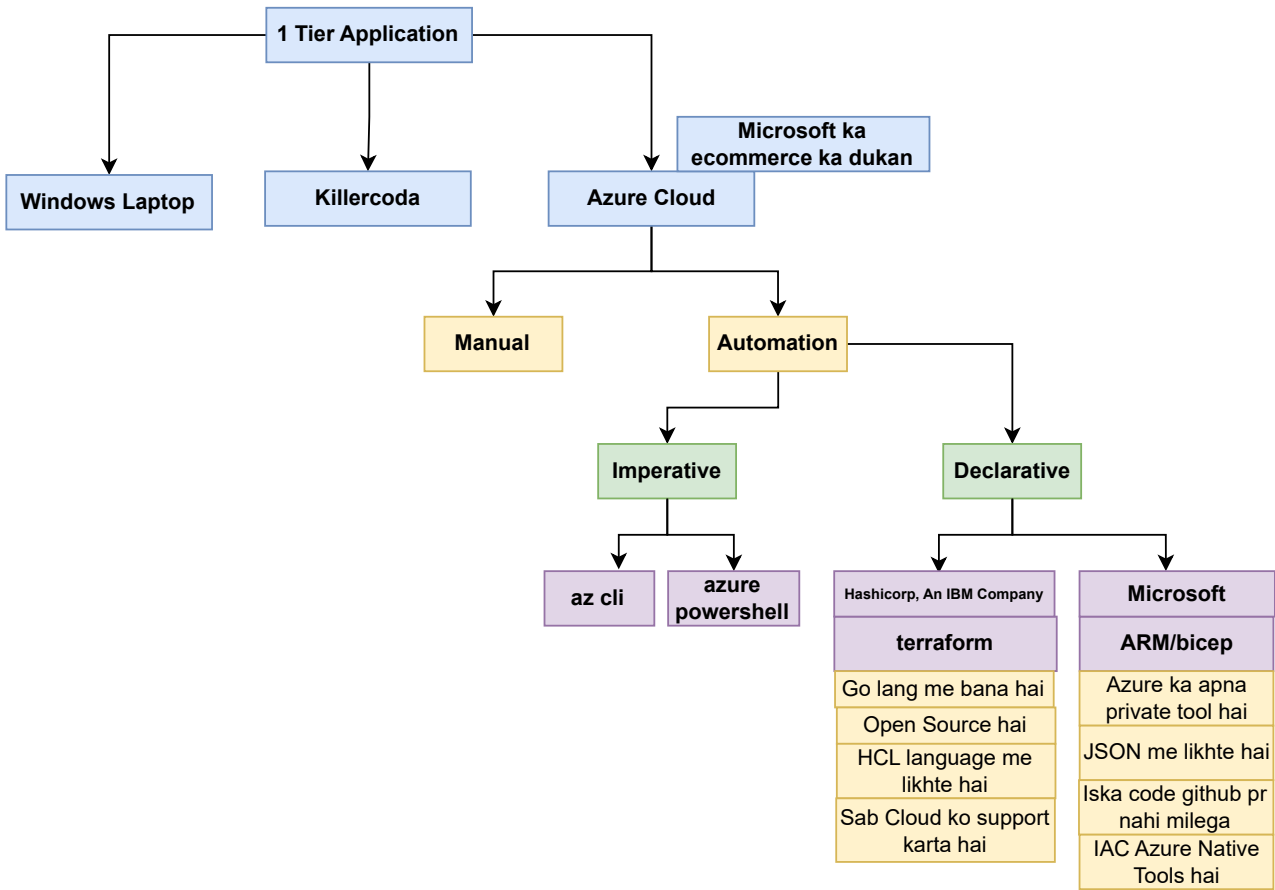 1 Tier Application
Microsoft ka
ecommerce ka dukan
Windows Laptop
Killercoda
Azure Cloud
Manual
Automation
Imperative
Declarative
az cli
azure
powershell
Hashicorp, An IBM Company
terraform
Go lang me bana hai
Open Source hai
HCL language me
likhte hai
Sab Cloud ko support
karta hai
Microsoft
ARM/bicep
Azure ka apna
private tool hai
JSON me likhte hai
Iska code github pr
nahi milega
IAC Azure Native
Tools hai